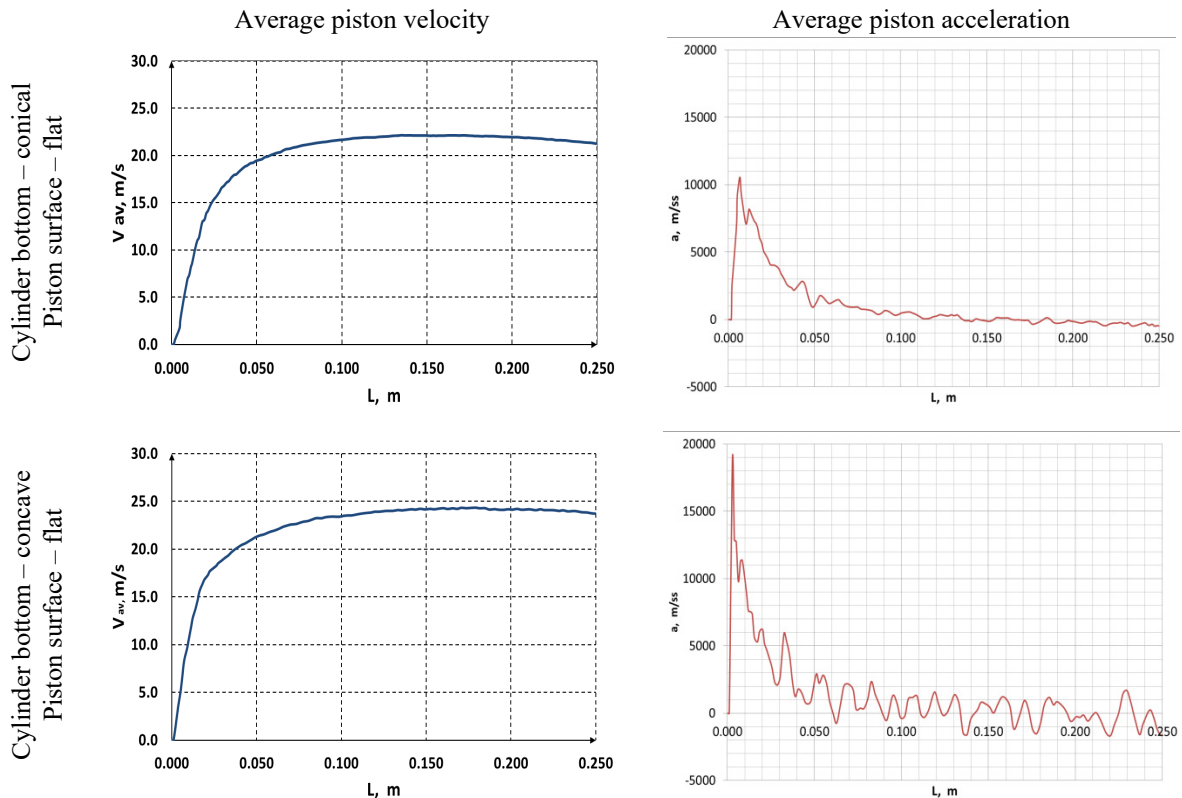 Average piston velocity
Average piston acceleration
Cylinder bottom – conical
Piston surface – flat
V av, m/s
30.0
25.0
20.0
15.0
10.0
5.0
0.0
0.000 0.050 0.100 0.150 0.200 0.250
L, m
a, m/ss
20000
15000
10000
5000
0
-5000
0.000 0.050 0.100 0.150 0.200 0.250
L, m
Cylinder bottom – concave
Piston surface – flat
V av, m/s
30.0
25.0
20.0
15.0
10.0
5.0
0.0
0.000 0.050 0.100 0.150 0.200 0.250
L, m
a, m/ss
20000
15000
10000
5000
0
-5000
0.000 0.050 0.100 0.150 0.200 0.250
L, m